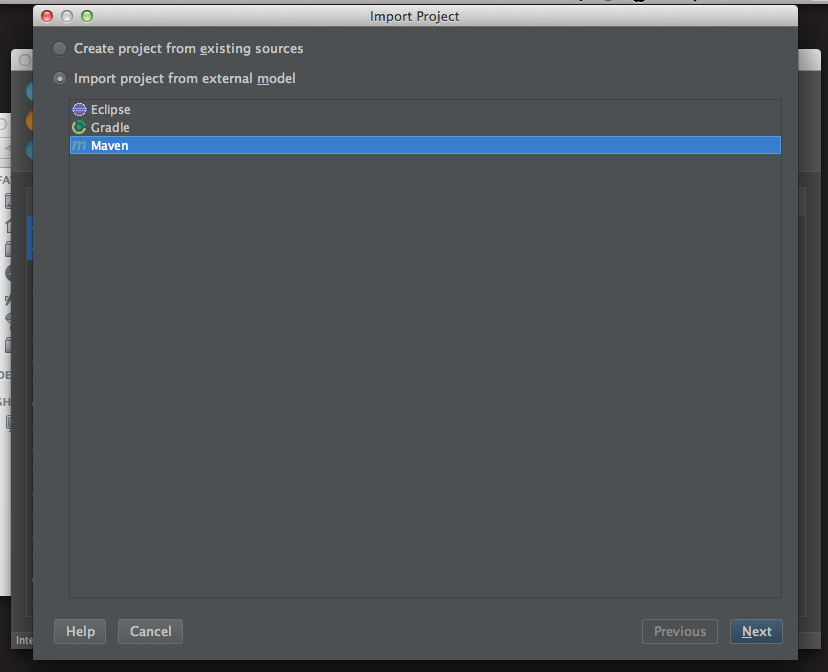 Import Project
Create project from existing sources
Import project from external model
Eclipse
Gradle
Maven
Help
Cancel
Previous
Next